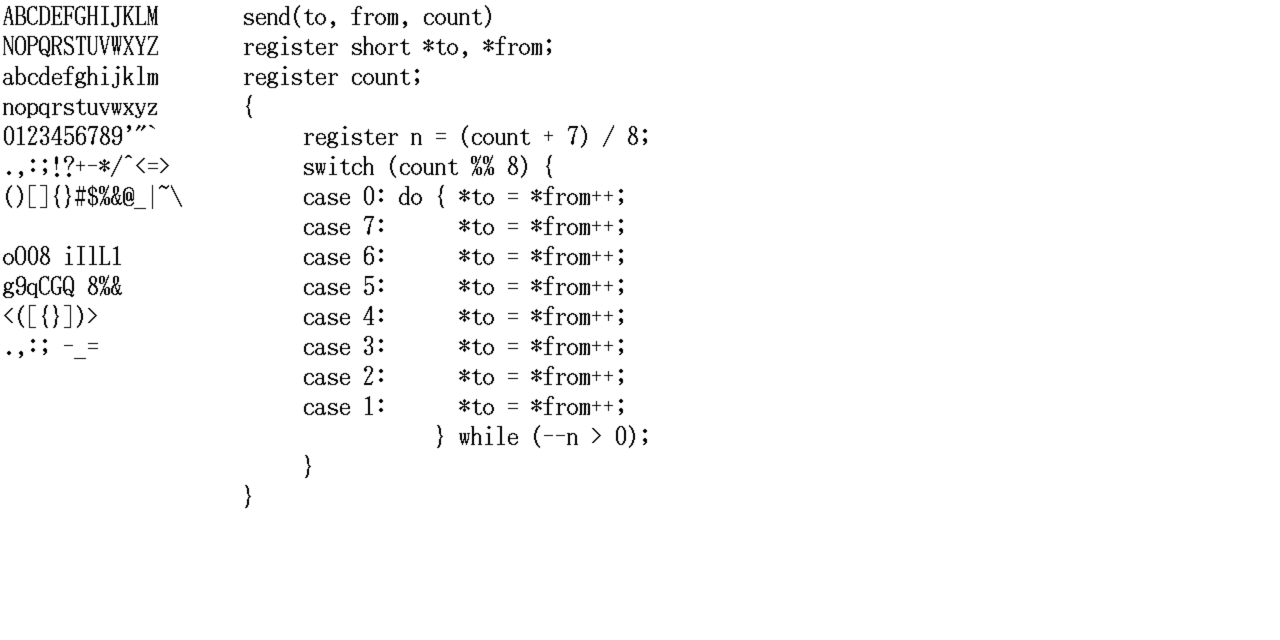 ABCDEFGHIJKLM
NOPQRSTUVWXYZ
abcdefghijklm
nopqrstuvwxyz
0123456789'"`
.,:;!?+-*/^<=>
()[]{}#$%&@_|~\

oO08 iIlL1
g9qCGQ 8%&
<([{}])>
.,:; -_=

send(to, from, count)
register short *to, *from;
register count;
{
     register n = (count + 7) / 8;
     switch (count %% 8) {
     case 0: do { *to = *from++;
     case 7:      *to = *from++;
     case 6:      *to = *from++;
     case 5:      *to = *from++;
     case 4:      *to = *from++;
     case 3:      *to = *from++;
     case 2:      *to = *from++;
     case 1:      *to = *from++;
                } while (--n > 0);
     }
}